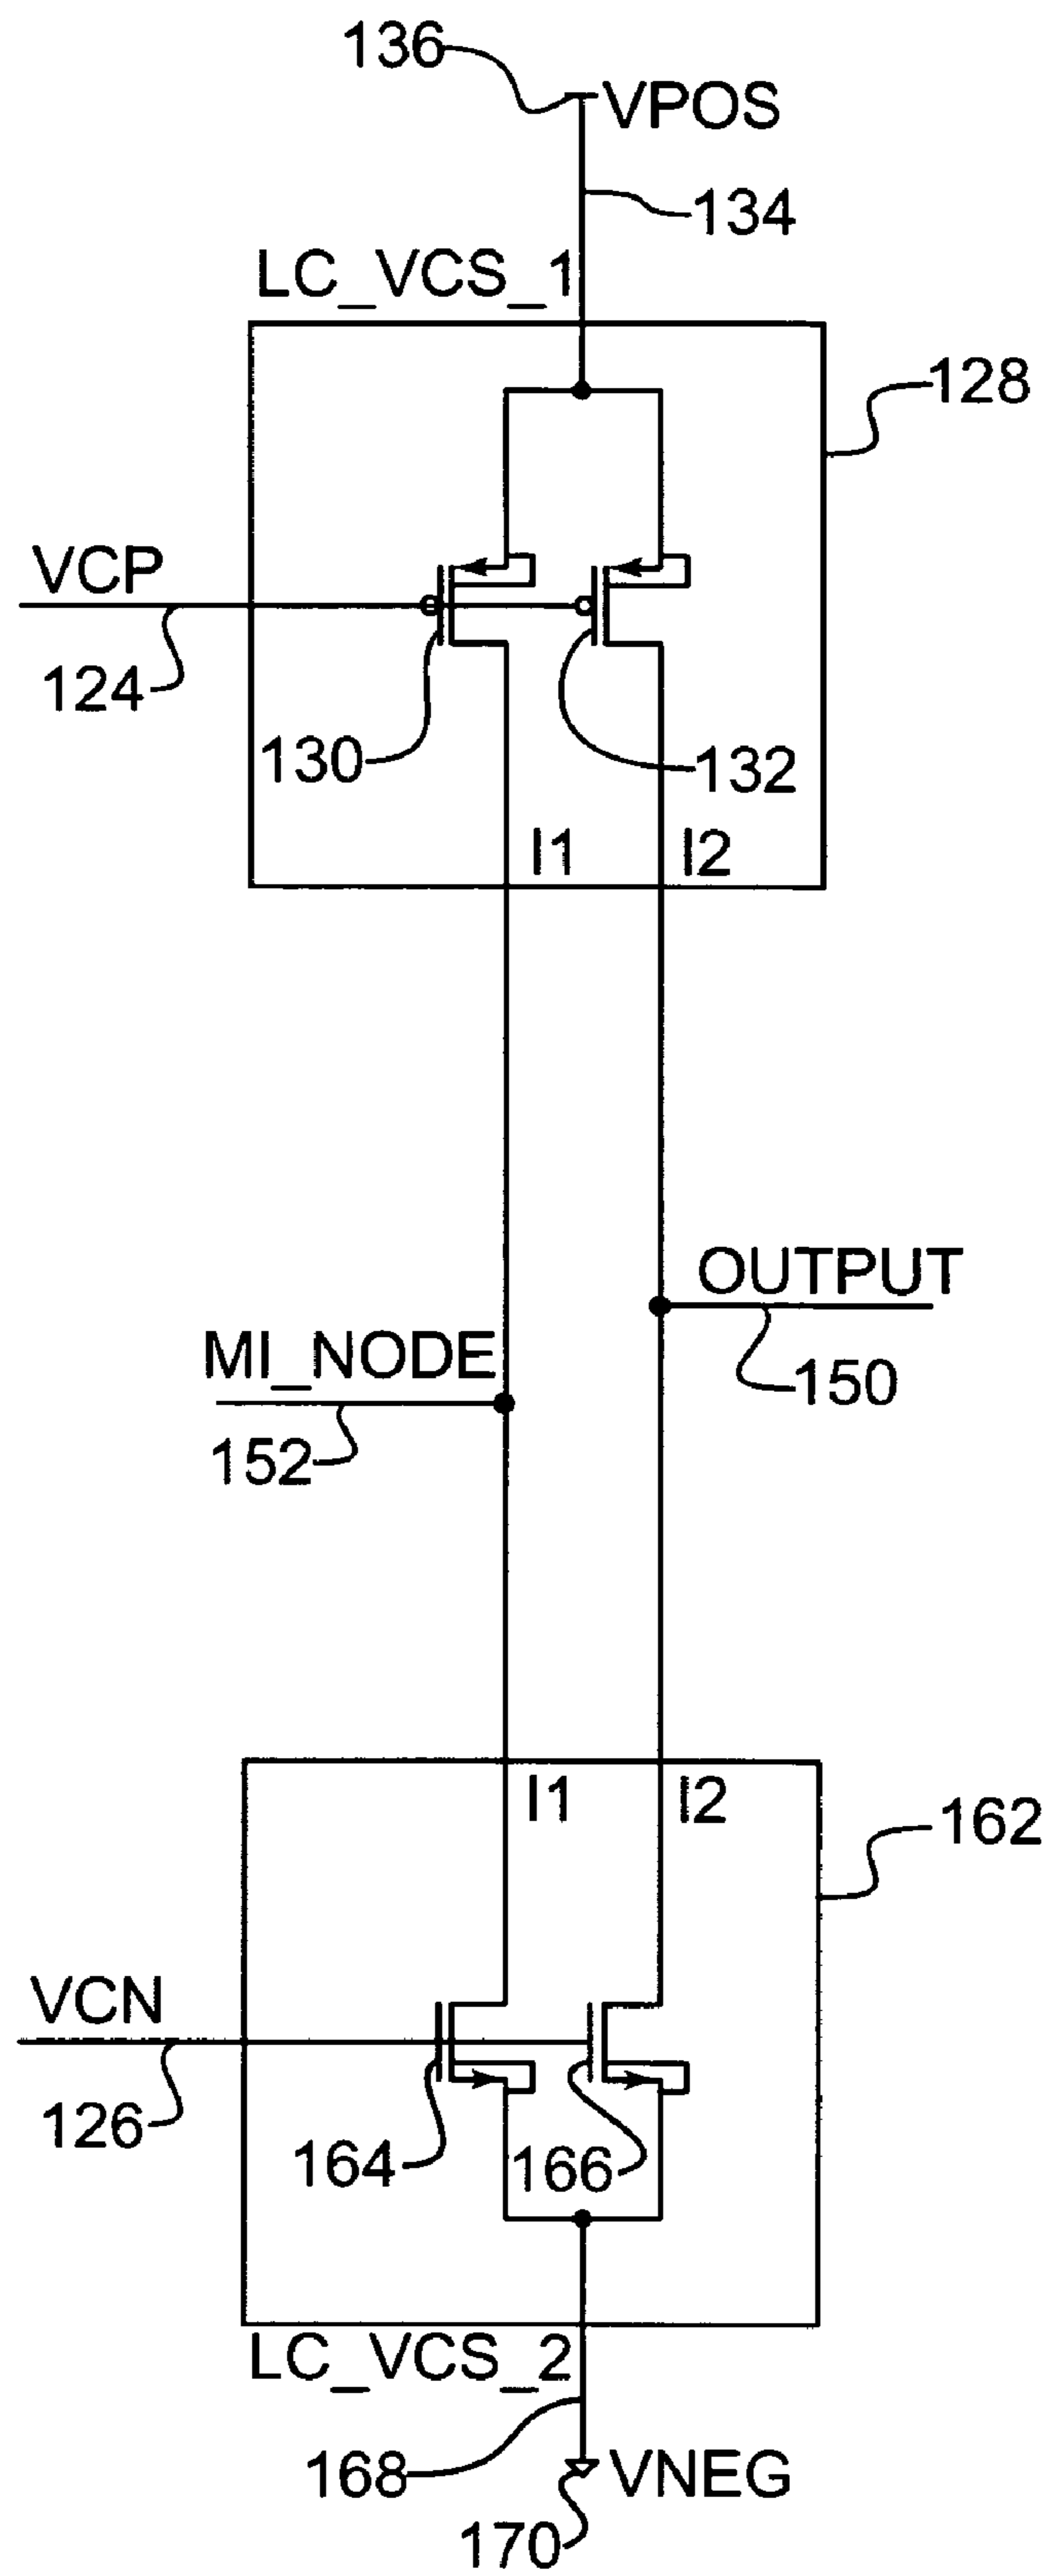 136
VPOS
134
LC_VCS_1
128
VCP
124
130
132
I1
I2
OUTPUT
MI_NODE
150
152
I1
I2
162
VCN
126
164
166
LC_VCS_2
168
VNEG
170